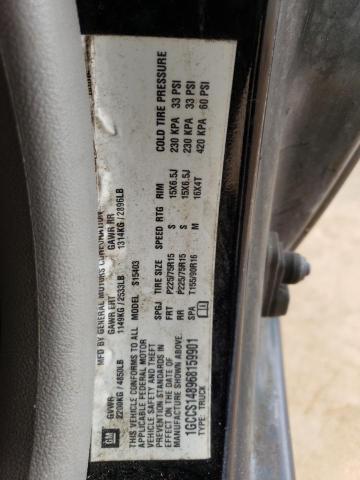 GM
MFD BY GENERAL MOTORS CORPORATION
GVWR GAWR FRT GAWR RR
2200KG / 4850LB 1149KG / 2533LB 1314KG / 2896LB
THIS VEHICLE CONFORMS TO ALL
APPLICABLE FEDERAL MOTOR
VEHICLE SAFETY AND THEFT
PREVENTION STANDARDS IN
EFFECT ON THE DATE OF MFR
SHOWN ABOVE.
1GCCS148968159901
TYPE: TRUCK
MODEL: S15403
SPGJ TIRE SIZE SPEED RTG RIM COLD TIRE PRESSURE
FRT P225/75R15 S 15X6.5J 230 KPA 33 PSI
RR P225/75R15 S 15X6.5J 230 KPA 33 PSI
SPA T155/90R16 M 16X4T 420 KPA 60 PSI